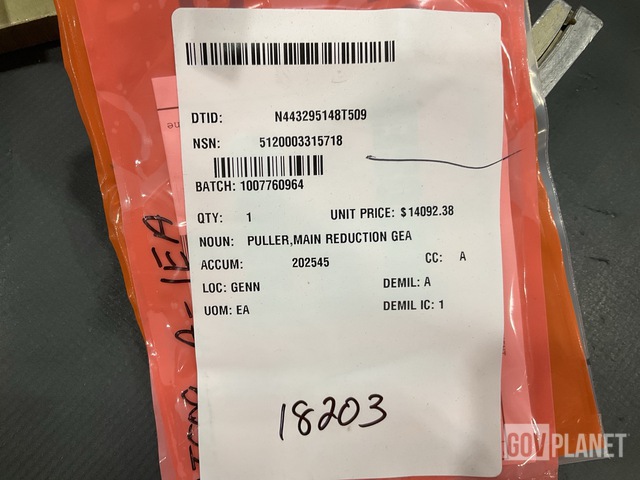 DTID: N443295148T509
NSN: 5120003315718
BATCH: 1007760964
QTY: 1 UNIT PRICE: $14092.38
NOUN: PULLER,MAIN REDUCTION GEA
ACCUM: 202545 CC: A
LOC: GENN DEMIL: A
UOM: EA DEMIL IC: 1
18203
1EA
GOVPLANET